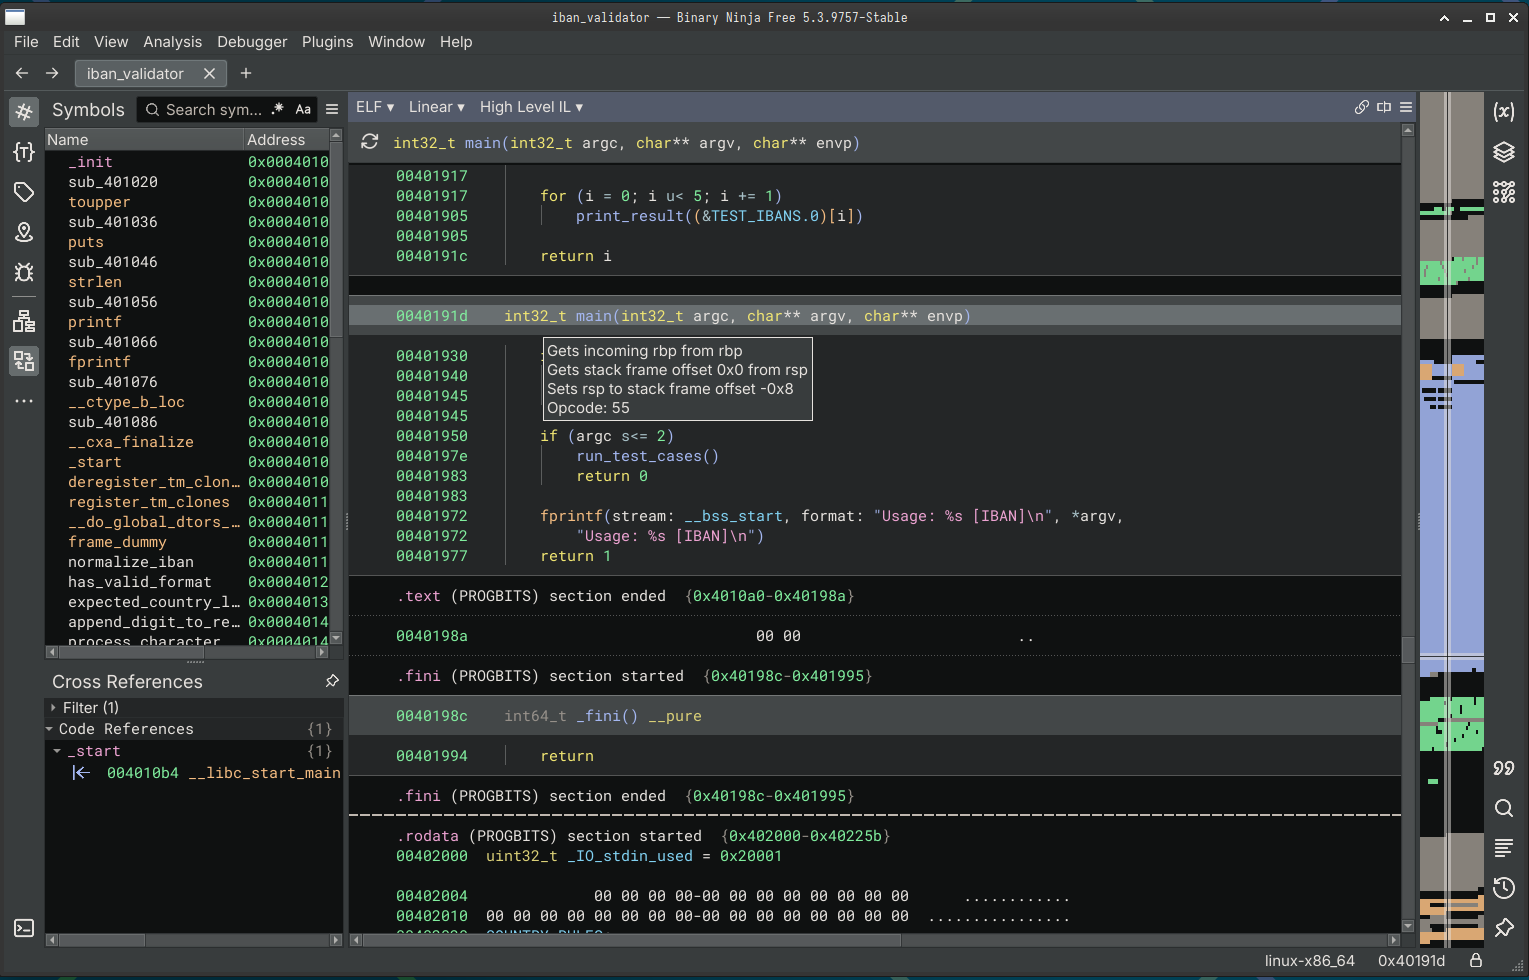 iban_validator — Binary Ninja Free 5.3.9757-Stable
File Edit View Analysis Debugger Plugins Window Help
iban_validator
Symbols
Search sym...
.* Aa
Name Address
_init 0x0004010
sub_401020 0x0004010
toupper 0x0004010
sub_401036 0x0004010
puts 0x0004010
sub_401046 0x0004010
strlen 0x0004010
sub_401056 0x0004010
printf 0x0004010
sub_401066 0x0004010
fprintf 0x0004010
sub_401076 0x0004010
__ctype_b_loc 0x0004010
sub_401086 0x0004010
__cxa_finalize 0x0004010
_start 0x0004010
deregister_tm_clon… 0x0004010
register_tm_clones 0x0004011
__do_global_dtors_… 0x0004011
frame_dummy 0x0004011
normalize_iban 0x0004011
has_valid_format 0x0004012
expected_country_l… 0x0004013
append_digit_to_re… 0x0004014
process_character 0x0004014
Cross References
Filter (1)
Code References {1}
_start {1}
004010b4 __libc_start_main
ELF ▾ Linear ▾ High Level IL ▾
int32_t main(int32_t argc, char** argv, char** envp)
00401917
00401917 for (i = 0; i u< 5; i += 1)
00401905 print_result((&TEST_IBANS.0)[i])
00401905
0040191c return i
0040191d int32_t main(int32_t argc, char** argv, char** envp)
00401930
00401940
00401945
00401945
Gets incoming rbp from rbp
Gets stack frame offset 0x0 from rsp
Sets rsp to stack frame offset -0x8
Opcode: 55
00401950 if (argc s<= 2)
0040197e run_test_cases()
00401983 return 0
00401983
00401972 fprintf(stream: __bss_start, format: "Usage: %s [IBAN]\n", *argv,
00401972 "Usage: %s [IBAN]\n")
00401977 return 1
.text (PROGBITS) section ended {0x4010a0-0x40198a}
0040198a 00 00 ..
.fini (PROGBITS) section started {0x40198c-0x401995}
0040198c int64_t _fini() __pure
00401994 return
.fini (PROGBITS) section ended {0x40198c-0x401995}
.rodata (PROGBITS) section started {0x402000-0x40225b}
00402000 uint32_t _IO_stdin_used = 0x20001
00402004 00 00 00 00-00 00 00 00 00 00 00 00 ............
00402010 00 00 00 00 00 00 00 00-00 00 00 00 00 00 00 00 ................
linux-x86_64 0x40191d